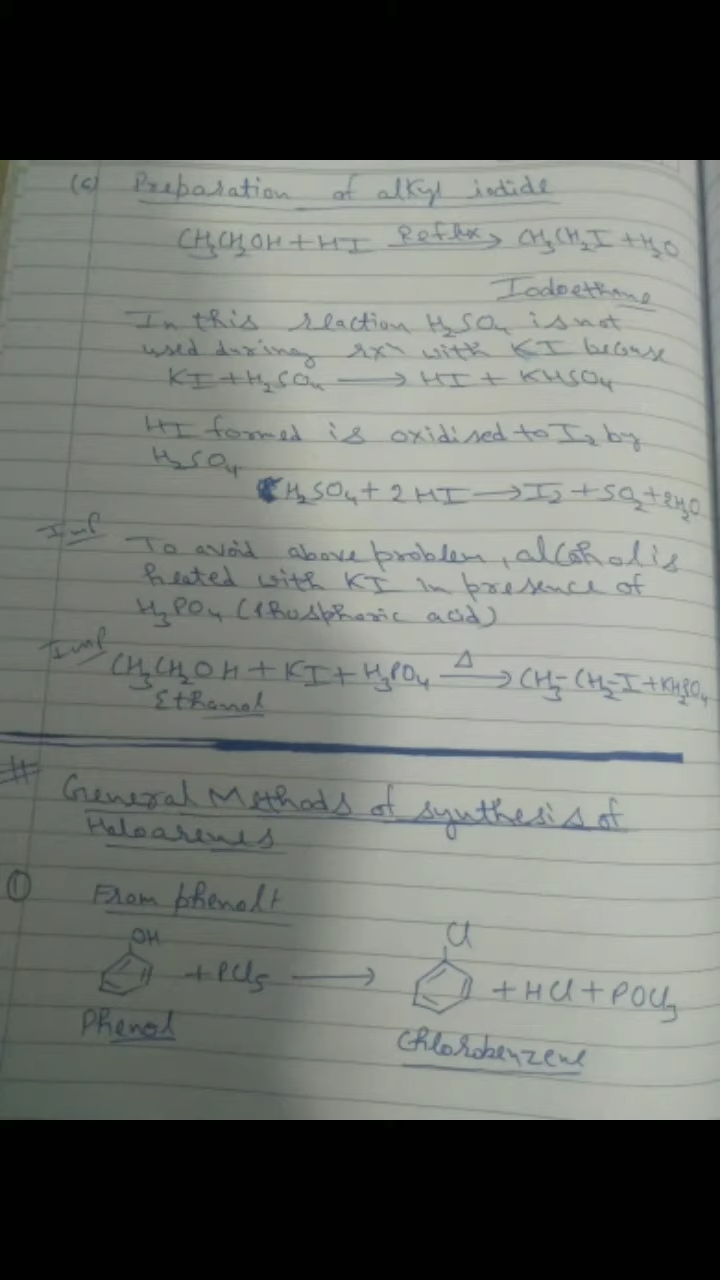 (c) Preparation of alkyl iodide
CH3CH2OH + HI Reflux → CH3CH2I + H2O
Iodoethane
In this reaction H2SO4 is not
used during rxn with KI because
KI + H2SO4 → HI + KHSO4
HI formed is oxidised to I2 by
H2SO4
H2SO4 + 2HI → I2 + SO2 + 2H2O
Imp To avoid above problem, alcohol is
heated with KI in presence of
H3PO4 (Phosphoric acid)
Imp CH3CH2OH + KI + H3PO4 Δ → CH3-CH2-I + KH2PO4
Ethanol
# General Methods of synthesis of
Haloarenes
① From phenol:
OH Cl
+ PCl5 → + HCl + POCl3
Phenol
Chlorobenzene